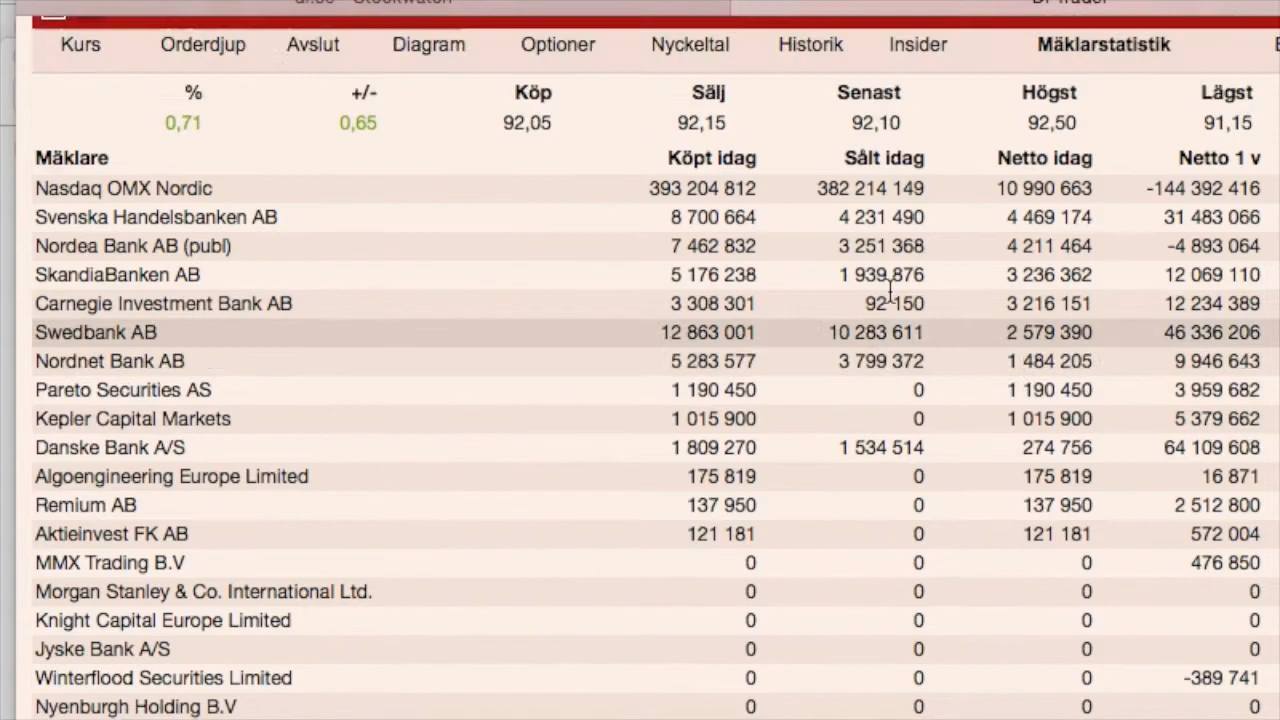 Kurs Orderdjup Avslut Diagram Optioner Nyckeltal Historik Insider Mäklarstatistik
% +/- Köp Sälj Senast Högst Lägst
0,71 0,65 92,05 92,15 92,10 92,50 91,15
Mäklare Köpt idag Sålt idag Netto idag Netto 1 v
Nasdaq OMX Nordic 393 204 812 382 214 149 10 990 663 -144 392 416
Svenska Handelsbanken AB 8 700 664 4 231 490 4 469 174 31 483 066
Nordea Bank AB (publ) 7 462 832 3 251 368 4 211 464 -4 893 064
SkandiaBanken AB 5 176 238 1 939 876 3 236 362 12 069 110
Carnegie Investment Bank AB 3 308 301 92 150 3 216 151 12 234 389
Swedbank AB 12 863 001 10 283 611 2 579 390 46 336 206
Nordnet Bank AB 5 283 577 3 799 372 1 484 205 9 946 643
Pareto Securities AS 1 190 450 0 1 190 450 3 959 682
Kepler Capital Markets 1 015 900 0 1 015 900 5 379 662
Danske Bank A/S 1 809 270 1 534 514 274 756 64 109 608
Algoengineering Europe Limited 175 819 0 175 819 16 871
Remium AB 137 950 0 137 950 2 512 800
Aktieinvest FK AB 121 181 0 121 181 572 004
MMX Trading B.V 0 0 0 476 850
Morgan Stanley & Co. International Ltd. 0 0 0 0
Knight Capital Europe Limited 0 0 0 0
Jyske Bank A/S 0 0 0 0
Winterflood Securities Limited 0 0 0 -389 741
Nyenburgh Holding B.V 0 0 0 0